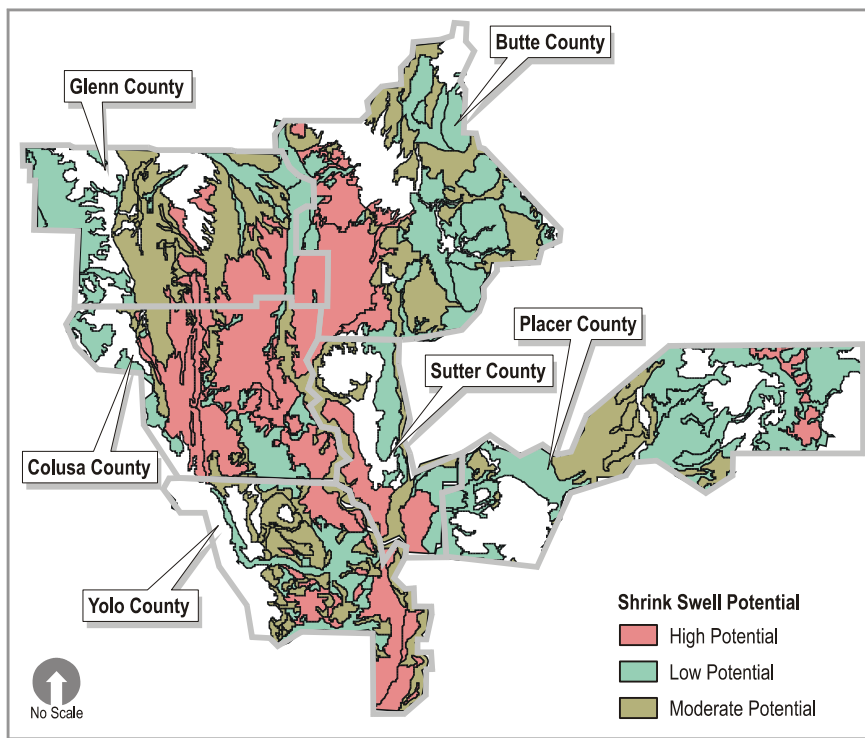 Butte County
Glenn County
Placer County
Sutter County
Colusa County
Yolo County
Shrink Swell Potential
High Potential
Low Potential
Moderate Potential
No Scale